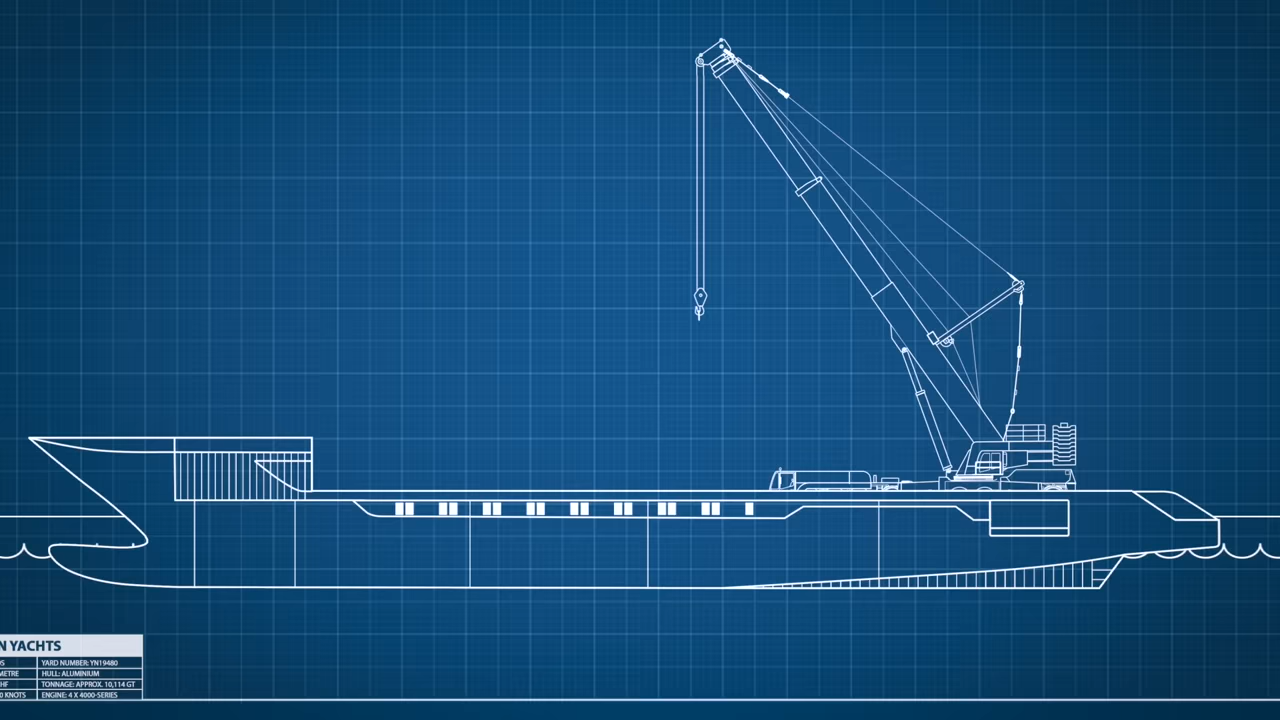 N YACHTS
OS YARD NUMBER: YN19480
METRE HULL: ALUMINIUM
HF TONNAGE: APPROX. 10,114 GT
0 KNOTS ENGINE: 4 X 4000-SERIES